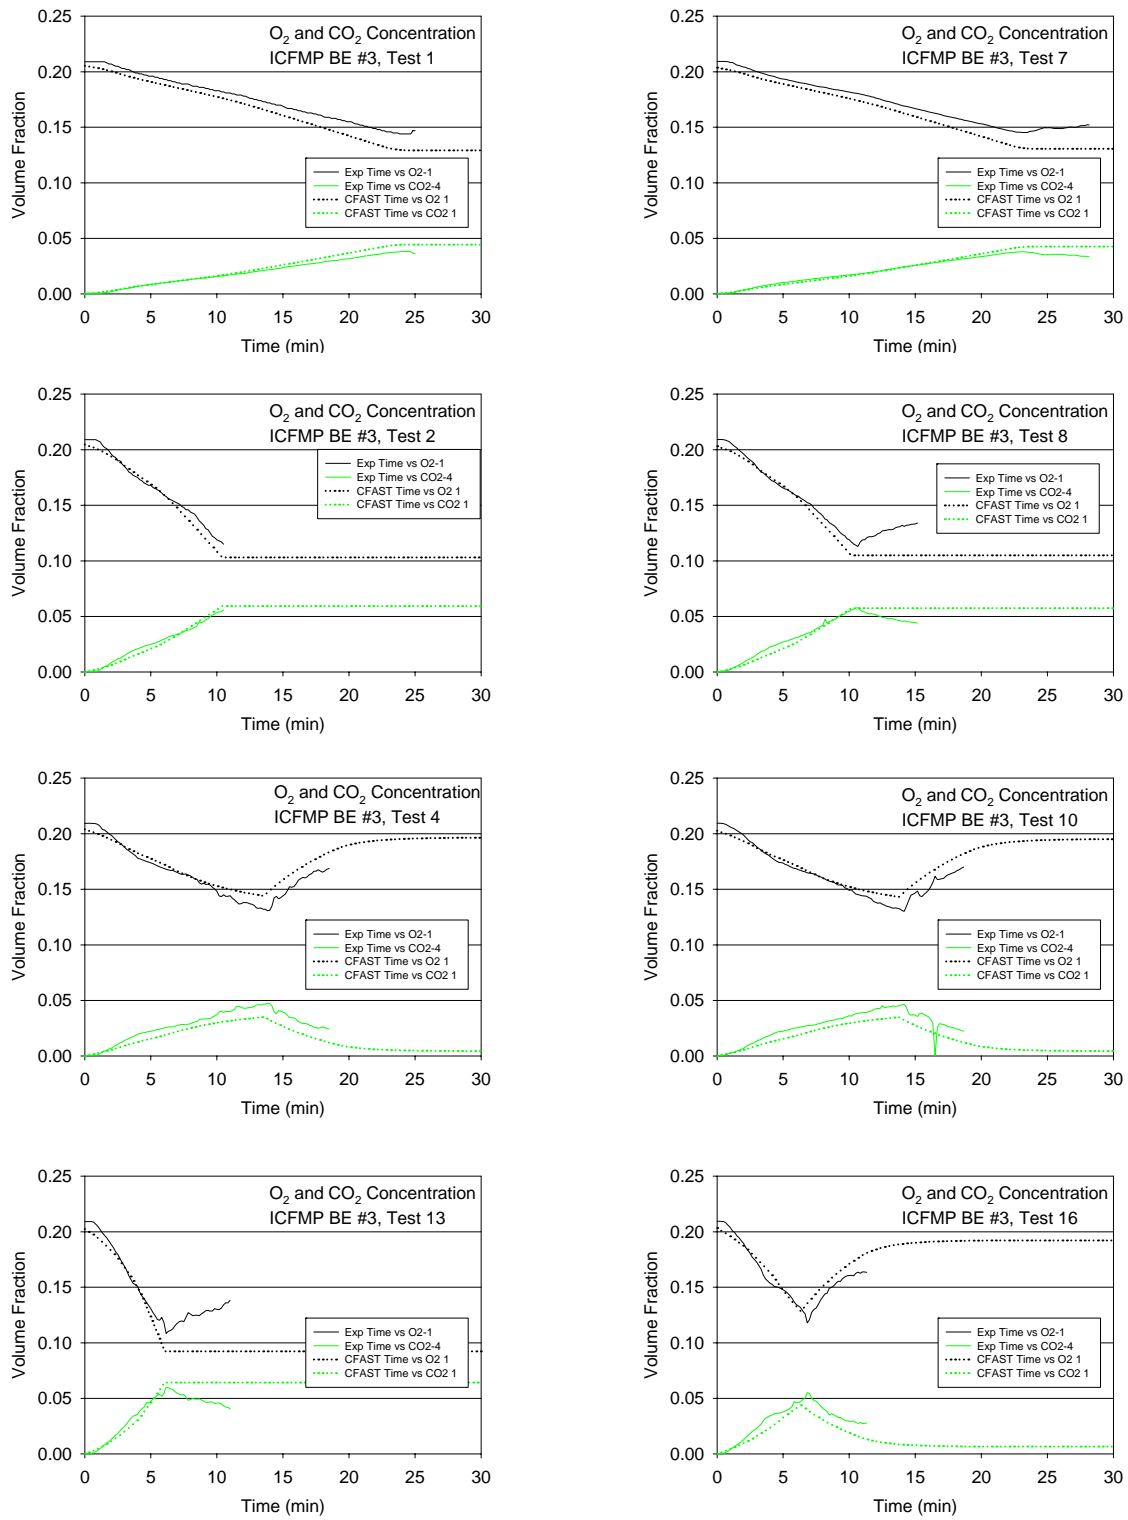 O2 and CO2 Concentration
ICFMP BE #3, Test 1
Volume Fraction
0.25
0.20
0.15
0.10
0.05
0.00
Exp Time vs O2-1
Exp Time vs CO2-4
CFAST Time vs O2 1
CFAST Time vs CO2 1
0 5 10 15 20 25 30
Time (min)
O2 and CO2 Concentration
ICFMP BE #3, Test 7
Volume Fraction
0.25
0.20
0.15
0.10
0.05
0.00
Exp Time vs O2-1
Exp Time vs CO2-4
CFAST Time vs O2 1
CFAST Time vs CO2 1
0 5 10 15 20 25 30
Time (min)
O2 and CO2 Concentration
ICFMP BE #3, Test 2
Volume Fraction
0.25
0.20
0.15
0.10
0.05
0.00
Exp Time vs O2-1
Exp Time vs CO2-4
CFAST Time vs O2 1
CFAST Time vs CO2 1
0 5 10 15 20 25 30
Time (min)
O2 and CO2 Concentration
ICFMP BE #3, Test 8
Volume Fraction
0.25
0.20
0.15
0.10
0.05
0.00
Exp Time vs O2-1
Exp Time vs CO2-4
CFAST Time vs O2 1
CFAST Time vs CO2 1
0 5 10 15 20 25 30
Time (min)
O2 and CO2 Concentration
ICFMP BE #3, Test 4
Volume Fraction
0.25
0.20
0.15
0.10
0.05
0.00
Exp Time vs O2-1
Exp Time vs CO2-4
CFAST Time vs O2 1
CFAST Time vs CO2 1
0 5 10 15 20 25 30
Time (min)
O2 and CO2 Concentration
ICFMP BE #3, Test 10
Volume Fraction
0.25
0.20
0.15
0.10
0.05
0.00
Exp Time vs O2-1
Exp Time vs CO2-4
CFAST Time vs O2 1
CFAST Time vs CO2 1
0 5 10 15 20 25 30
Time (min)
O2 and CO2 Concentration
ICFMP BE #3, Test 13
Volume Fraction
0.25
0.20
0.15
0.10
0.05
0.00
Exp Time vs O2-1
Exp Time vs CO2-4
CFAST Time vs O2 1
CFAST Time vs CO2 1
0 5 10 15 20 25 30
Time (min)
O2 and CO2 Concentration
ICFMP BE #3, Test 16
Volume Fraction
0.25
0.20
0.15
0.10
0.05
0.00
Exp Time vs O2-1
Exp Time vs CO2-4
CFAST Time vs O2 1
CFAST Time vs CO2 1
0 5 10 15 20 25 30
Time (min)